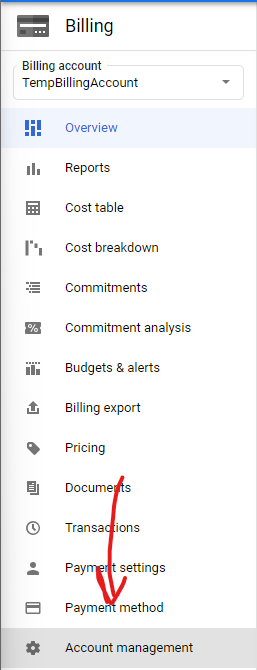 Billing
Billing account
TempBillingAccount
Overview
Reports
Cost table
Cost breakdown
Commitments
Commitment analysis
Budgets & alerts
Billing export
Pricing
Documents
Transactions
Payment settings
Payment method
Account management